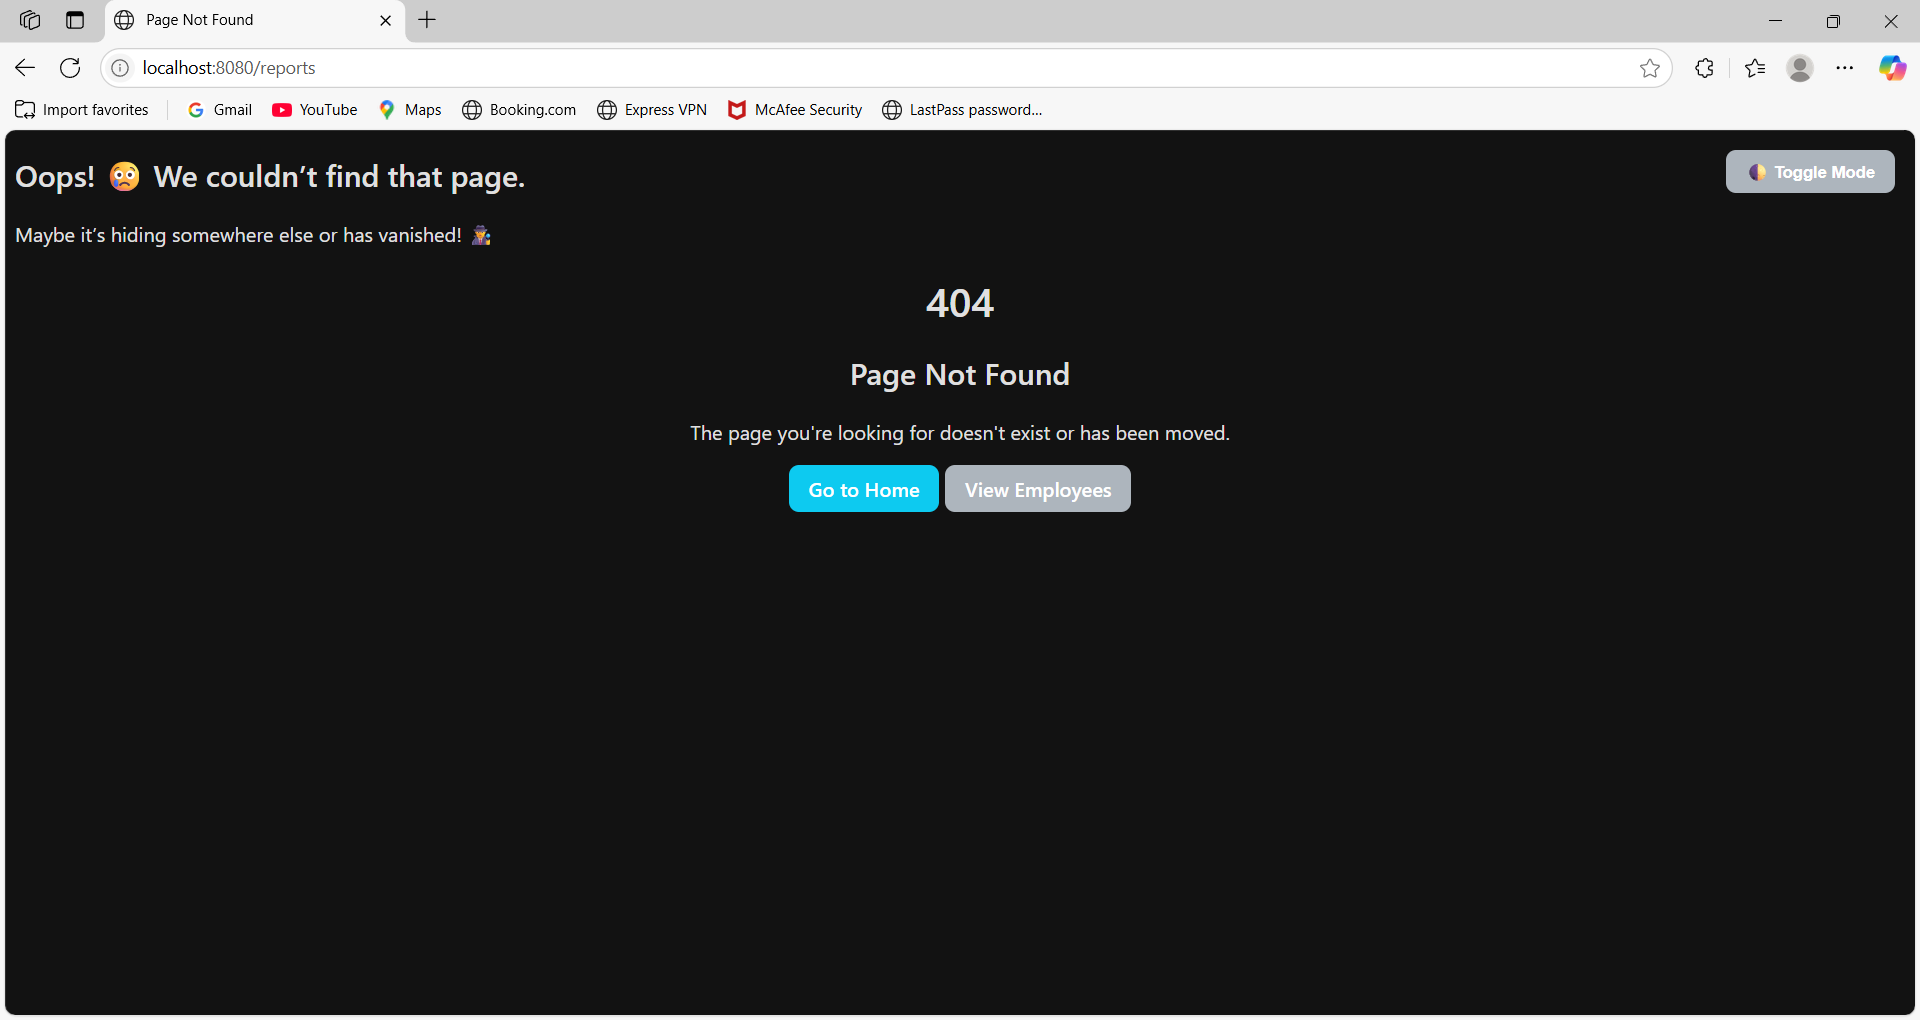 Page Not Found
localhost:8080/reports
Import favorites Gmail YouTube Maps Booking.com Express VPN McAfee Security LastPass password...
Oops! 😢 We couldn’t find that page.
Toggle Mode
Maybe it’s hiding somewhere else or has vanished! 🕵️
404
Page Not Found
The page you're looking for doesn't exist or has been moved.
Go to Home View Employees